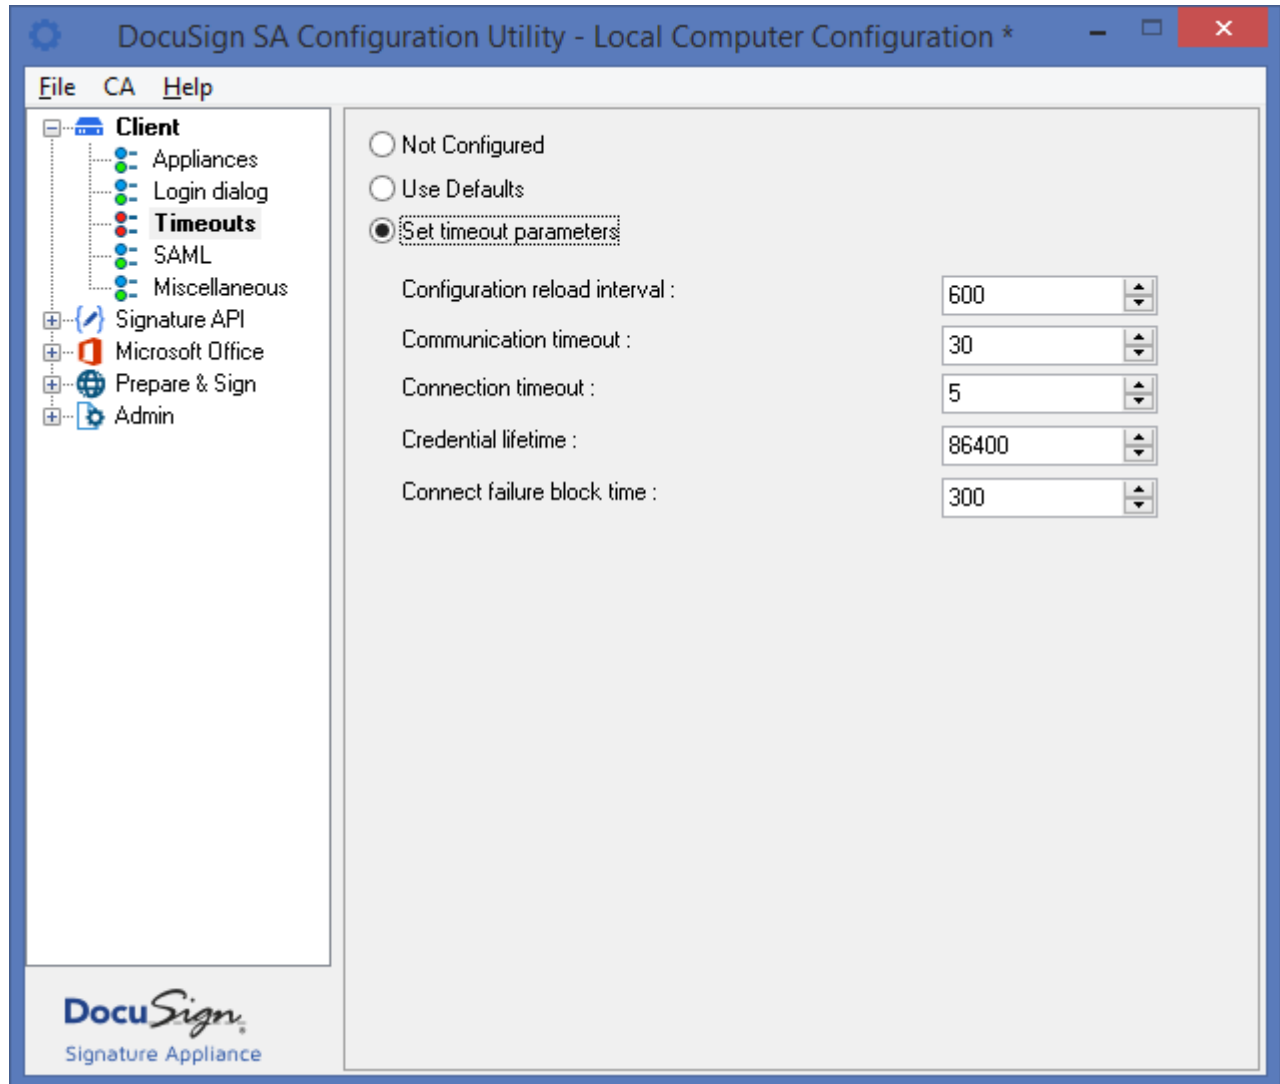 DocuSign SA Configuration Utility - Local Computer Configuration *
File CA Help
Client
Appliances
Login dialog
Timeouts
SAML
Miscellaneous
Signature API
Microsoft Office
Prepare & Sign
Admin
Not Configured
Use Defaults
Set timeout parameters
Configuration reload interval : 600
Communication timeout : 30
Connection timeout : 5
Credential lifetime : 86400
Connect failure block time : 300
DocuSign
Signature Appliance